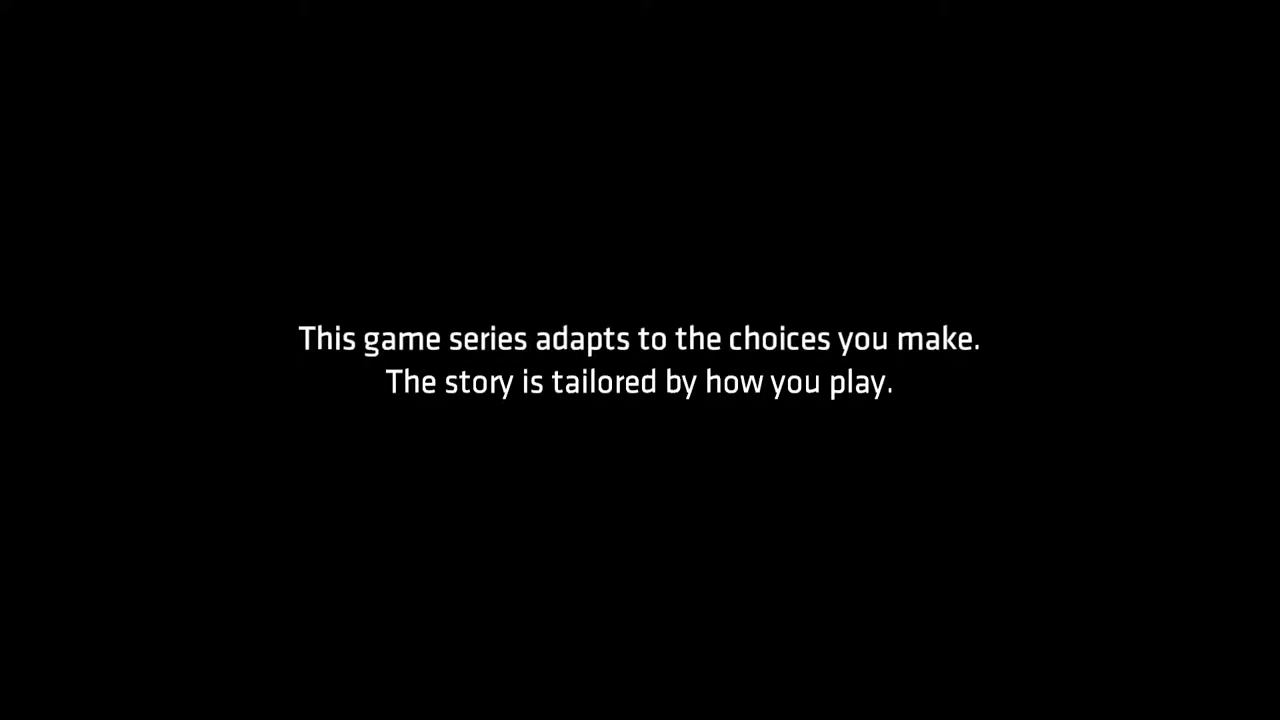 This game series adapts to the choices you make.
The story is tailored by how you play.